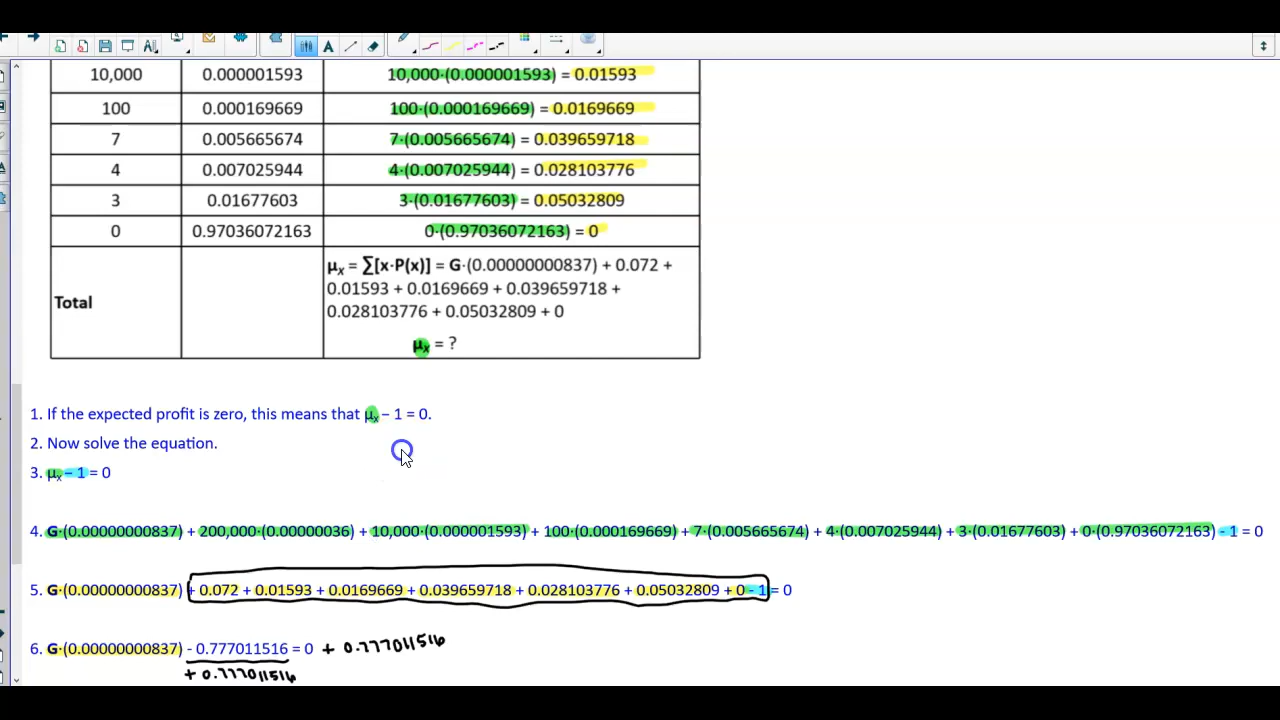 10,000 0.000001593 10,000·(0.000001593) = 0.01593
100 0.000169669 100·(0.000169669) = 0.0169669
7 0.005665674 7·(0.005665674) = 0.039659718
4 0.007025944 4·(0.007025944) = 0.028103776
3 0.01677603 3·(0.01677603) = 0.05032809
0 0.97036072163 0·(0.97036072163) = 0
μx = ∑[x·P(x)] = G·(0.00000000837) + 0.072 +
0.01593 + 0.0169669 + 0.039659718 +
Total
0.028103776 + 0.05032809 + 0
μx = ?
1. If the expected profit is zero, this means that μx – 1 = 0.
2. Now solve the equation.
3. μx – 1 = 0
4. G·(0.00000000837) + 200,000·(0.00000036) + 10,000·(0.000001593) + 100·(0.000169669) + 7·(0.005665674) + 4·(0.007025944) + 3·(0.01677603) + 0·(0.97036072163) - 1 = 0
5. G·(0.00000000837) + 0.072 + 0.01593 + 0.0169669 + 0.039659718 + 0.028103776 + 0.05032809 + 0 - 1 = 0
6. G·(0.00000000837) - 0.777011516 = 0 + 0.777011516
+ 0.777011516